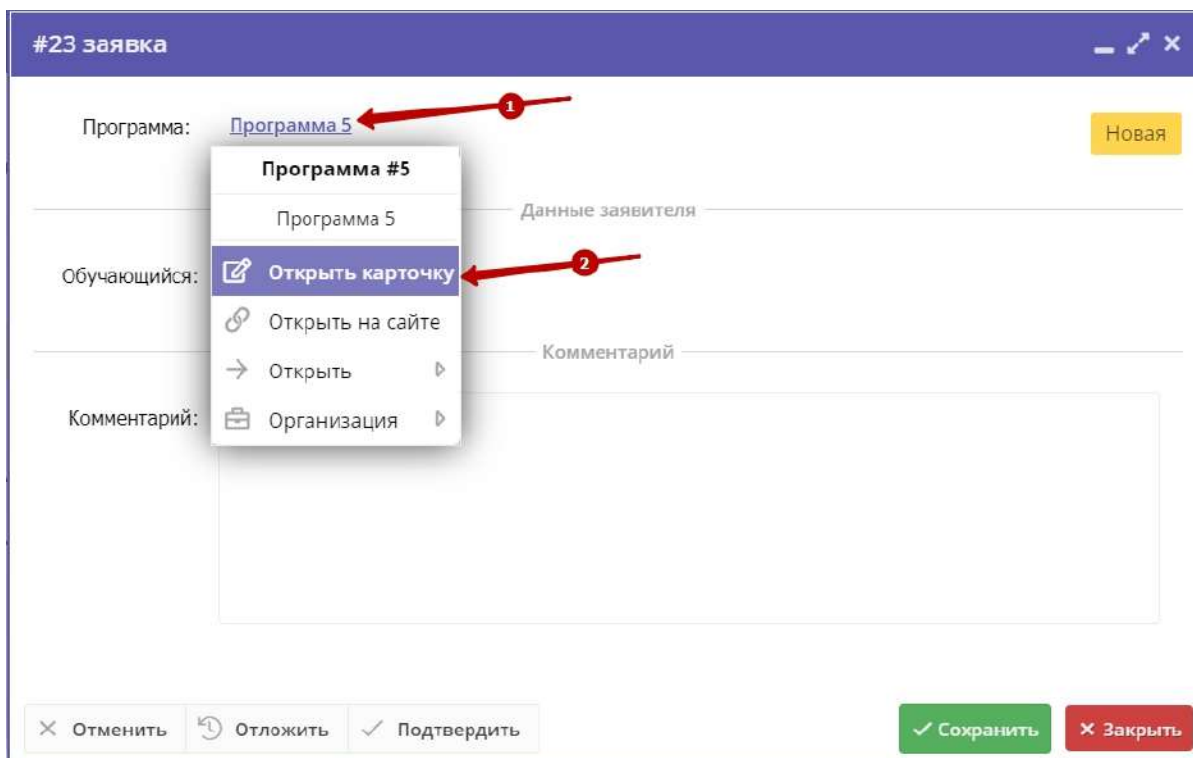 #23 заявка
Программа: Программа 5
1
Новая
Программа #5
Программа 5
Данные заявителя
Обучающийся:
Открыть карточку
2
Открыть на сайте
Комментарий
Открыть
Комментарий:
Организация
Отменить Отложить Подтвердить Сохранить Закрыть